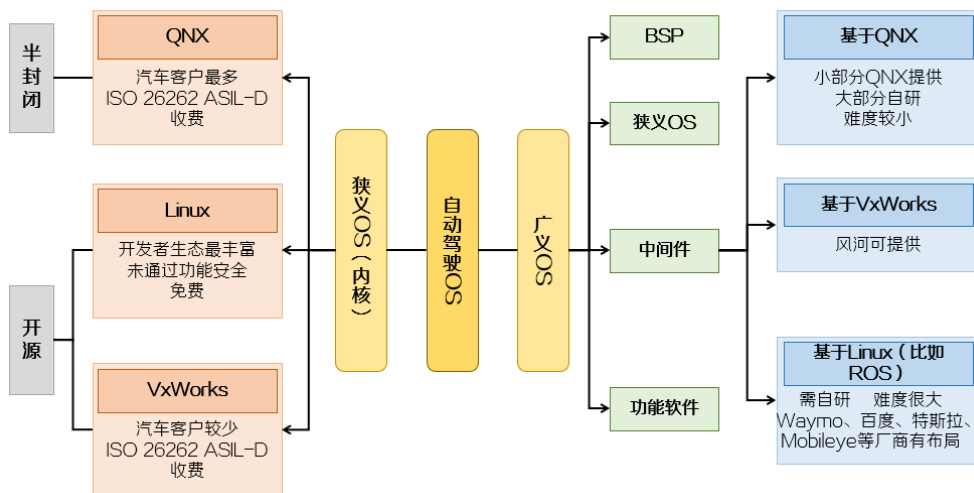 半封闭
QNX
汽车客户最多
ISO 26262 ASIL-D
收费
Linux
开发者生态最丰富
未通过功能安全
免费
开源
VxWorks
汽车客户较少
ISO 26262 ASIL-D
收费
狭义OS（内核）
自动驾驶OS
广义OS
BSP
狭义OS
中间件
功能软件
基于QNX
小部分QNX提供
大部分自研
难度较小
基于VxWorks
风河可提供
基于Linux（比如
ROS）
需自研 难度很大
Waymo、百度、特斯拉、
Mobileye等厂商有布局